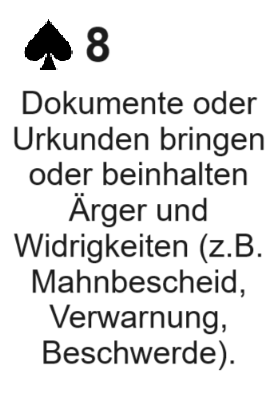 ♠ 8
Dokumente oder
Urkunden bringen
oder beinhalten
Ärger und
Widrigkeiten (z.B.
Mahnbescheid,
Verwarnung,
Beschwerde).